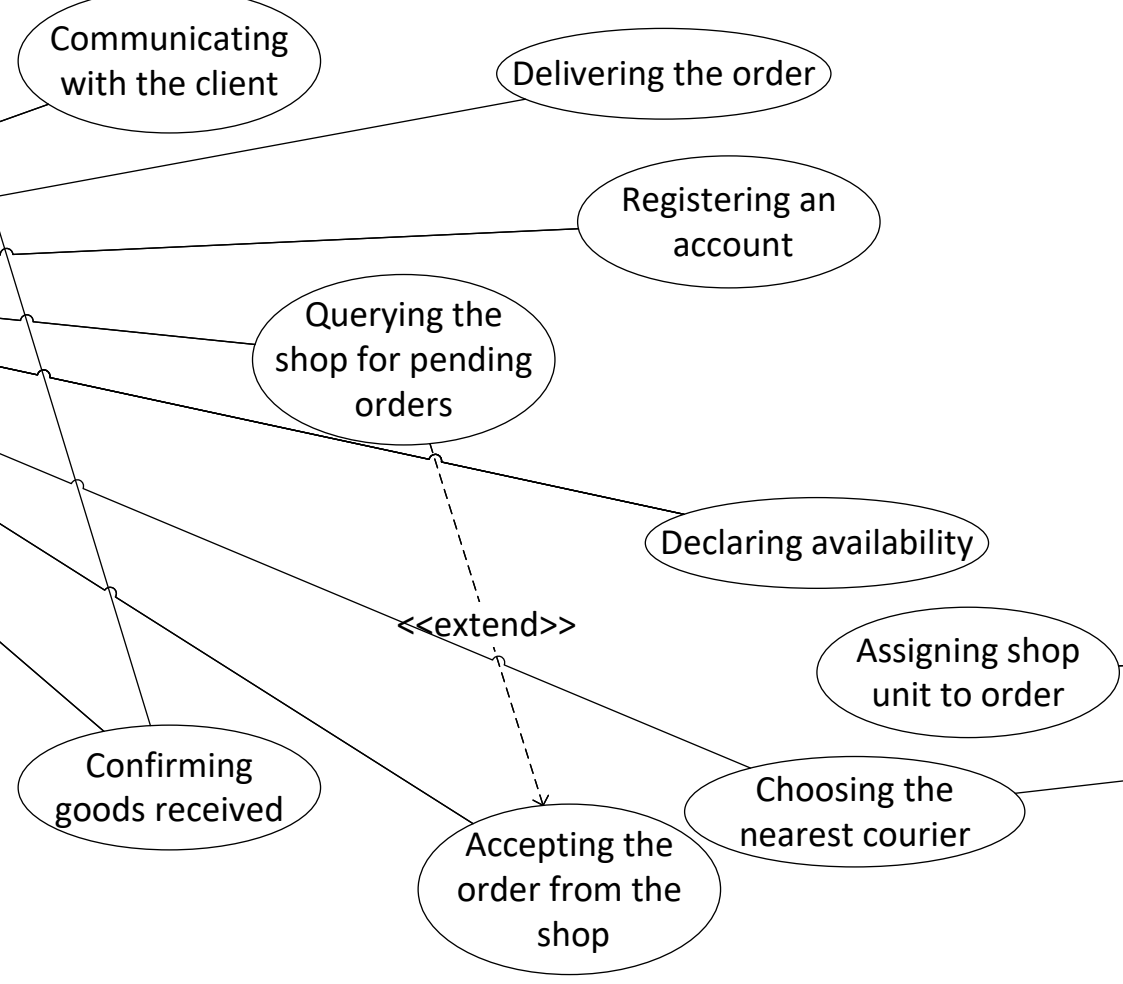 Communicating
with the client
Delivering the order
Registering an
account
Querying the
shop for pending
orders
Declaring availability
<<extend>>
Assigning shop
unit to order
Confirming
goods received
Choosing the
nearest courier
Accepting the
order from the
shop